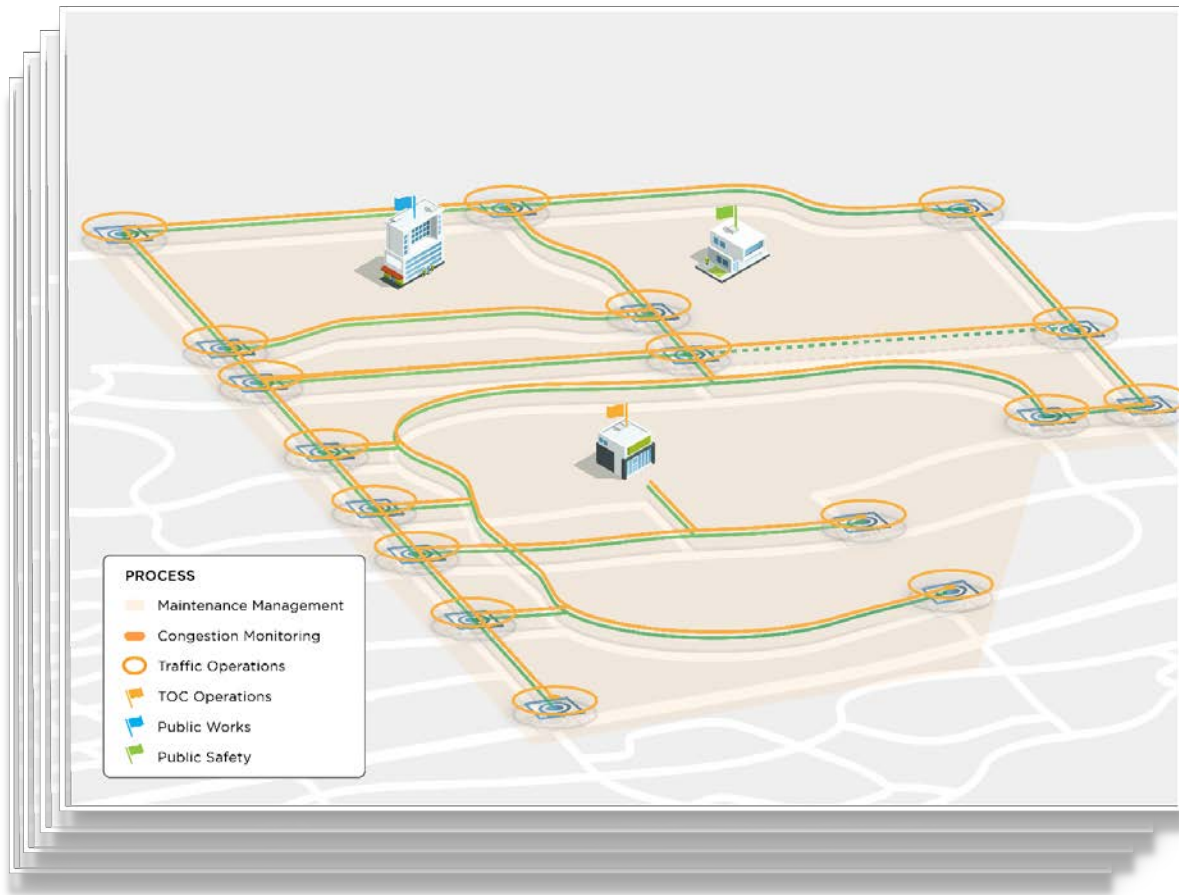 PROCESS
Maintenance Management
Congestion Monitoring
Traffic Operations
TOC Operations
Public Works
Public Safety